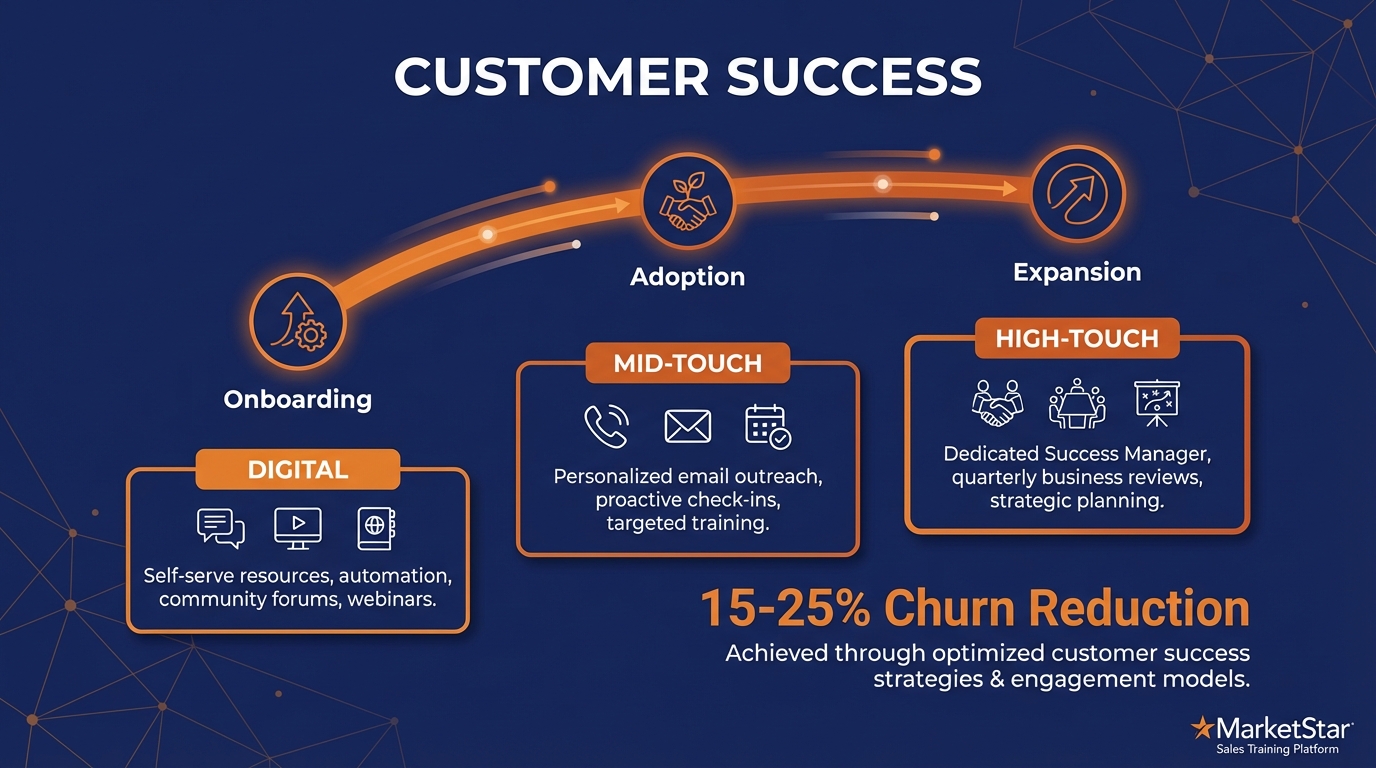 CUSTOMER SUCCESS
Onboarding
Adoption
Expansion
DIGITAL
Self-serve resources, automation,
community forums, webinars.
MID-TOUCH
Personalized email outreach,
proactive check-ins,
targeted training.
HIGH-TOUCH
Dedicated Success Manager,
quarterly business reviews,
strategic planning.
15-25% Churn Reduction
Achieved through optimized customer success
strategies & engagement models.
MarketStar
Sales Training Platform